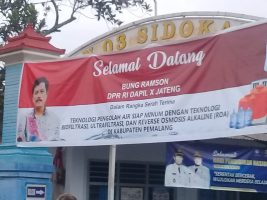 03 SIDOKA
Selamat Datang
BUNG RAMSON
DPR RI DAPIL X JATENG
Dalam Rangka Serah Terima
TEKNOLOGI PENGOLAH AIR SIAP MINUM DENGAN TEKNOLOGI
BIOFILTRASI, ULTRAFILTRASI DAN REVERSE OSMOSIS ALKALINE (ROA)
DI KABUPATEN PEMALANG